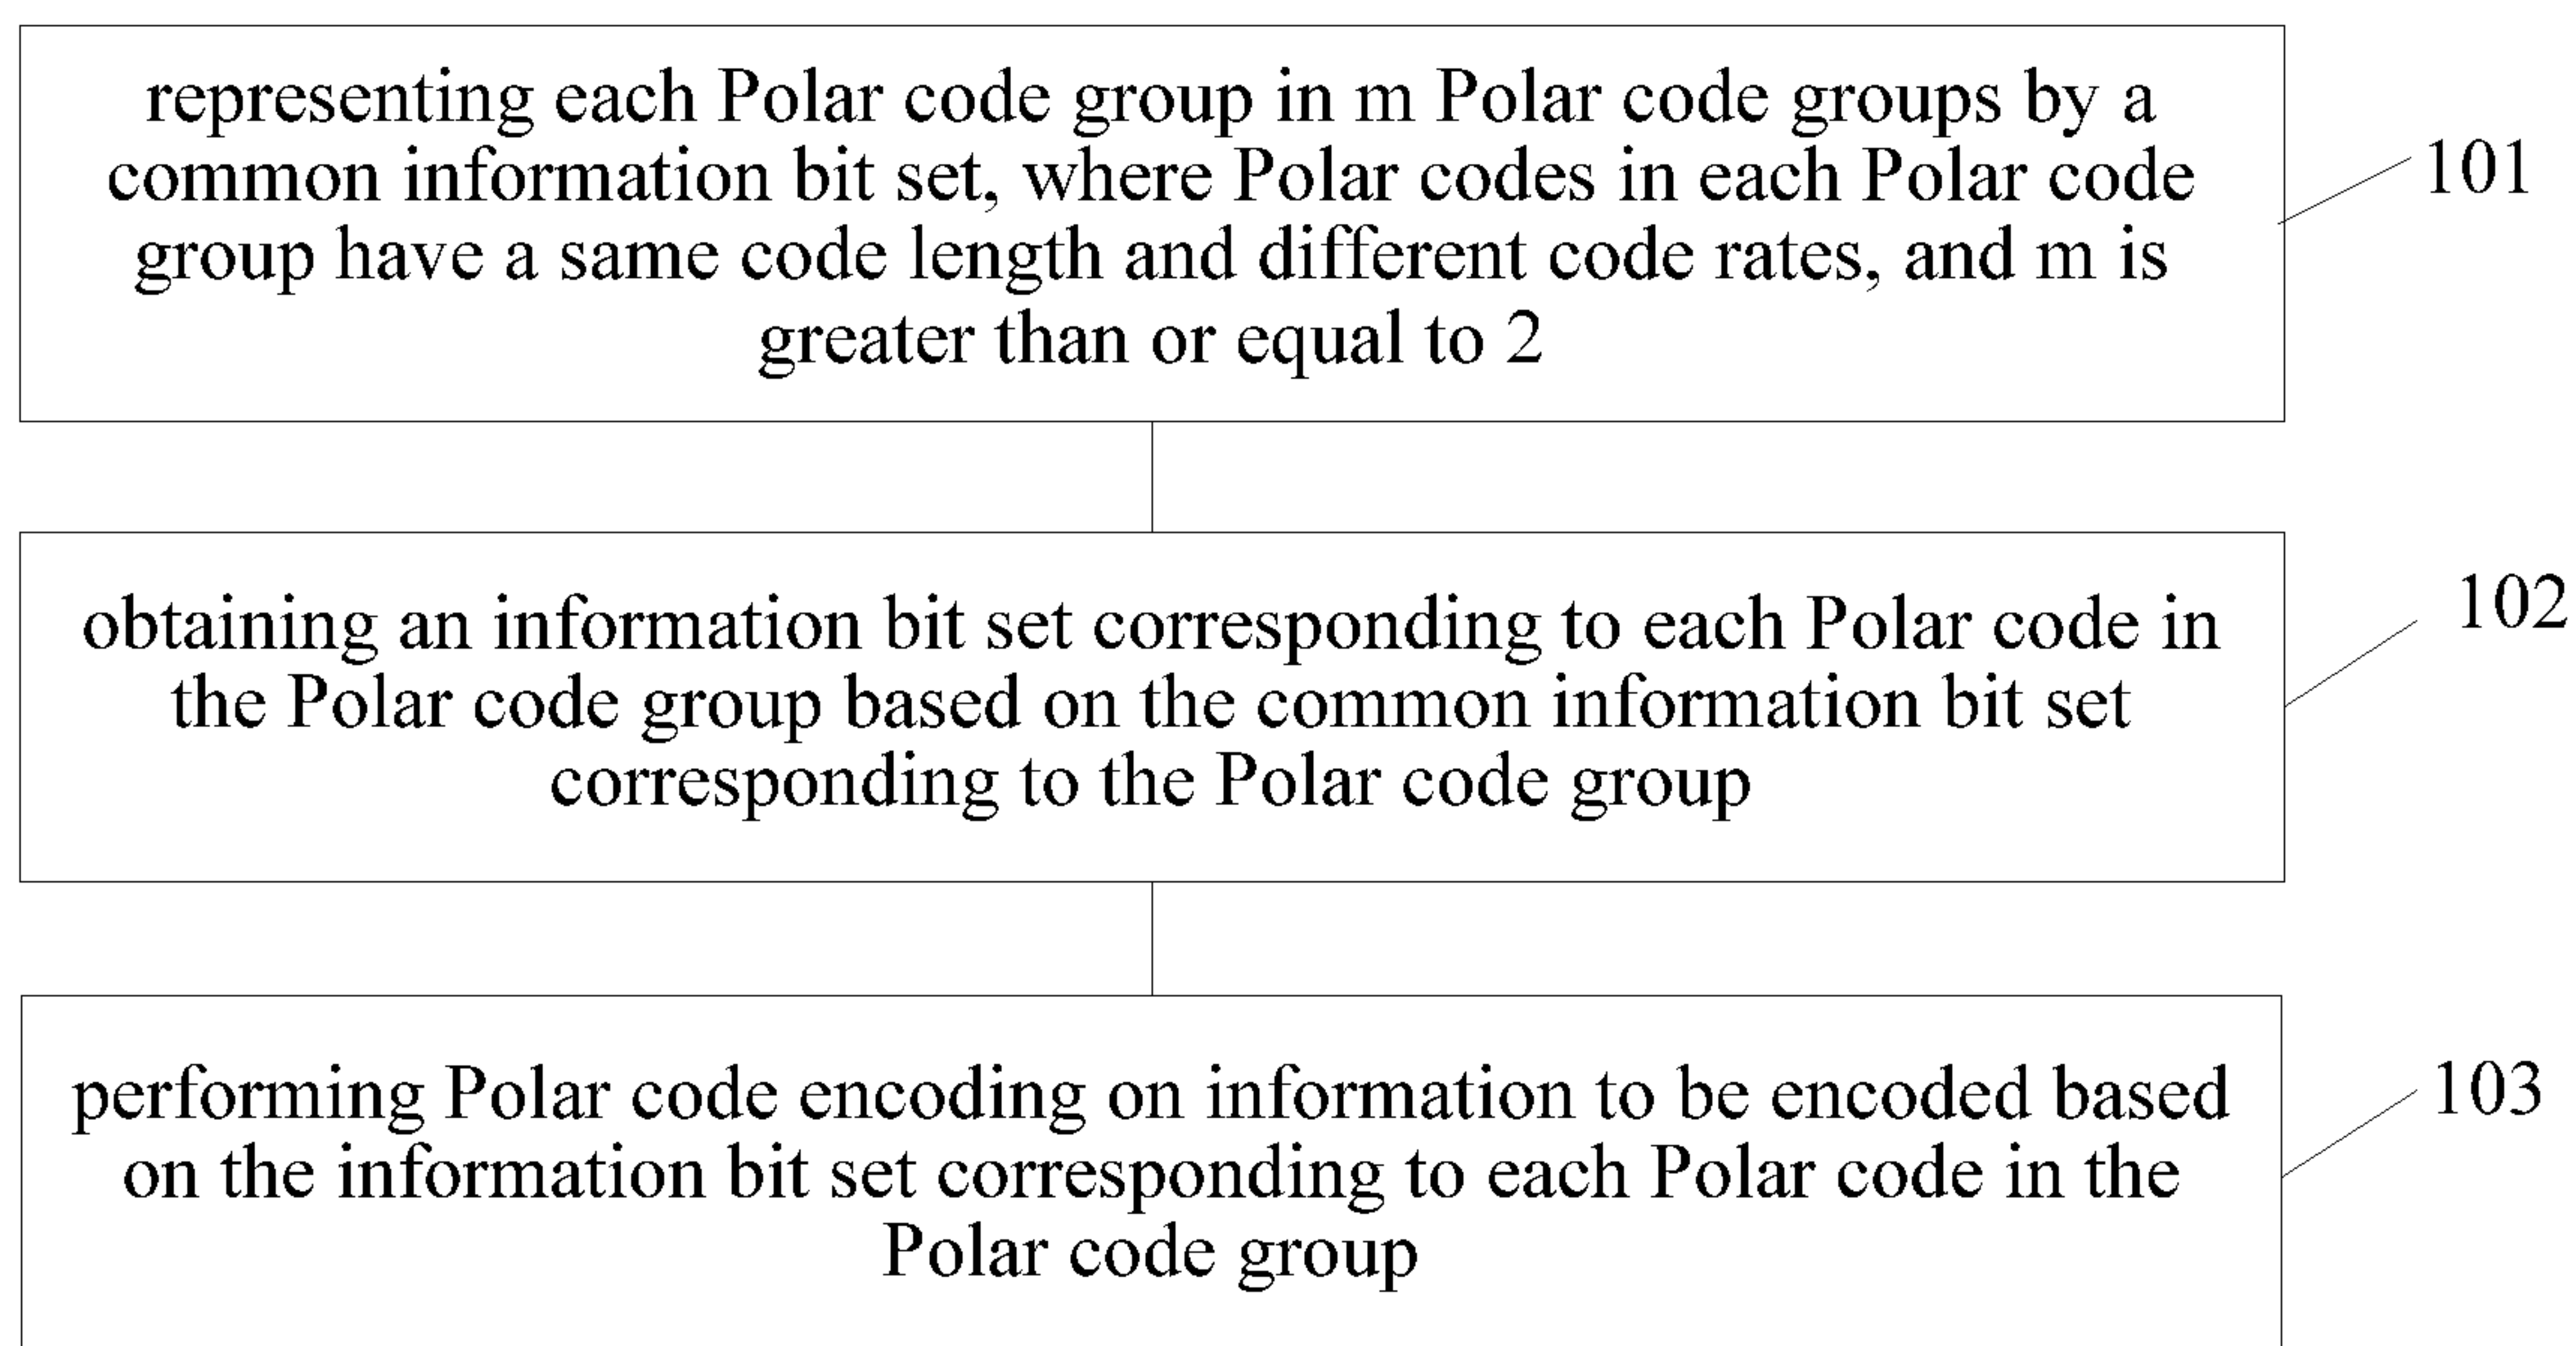 representing each Polar code group in m Polar code groups by a
common information bit set, where Polar codes in each Polar code
group have a same code length and different code rates, and m is
greater than or equal to 2
101
obtaining an information bit set corresponding to each Polar code in
the Polar code group based on the common information bit set
corresponding to the Polar code group
102
performing Polar code encoding on information to be encoded based
on the information bit set corresponding to each Polar code in the
Polar code group
103